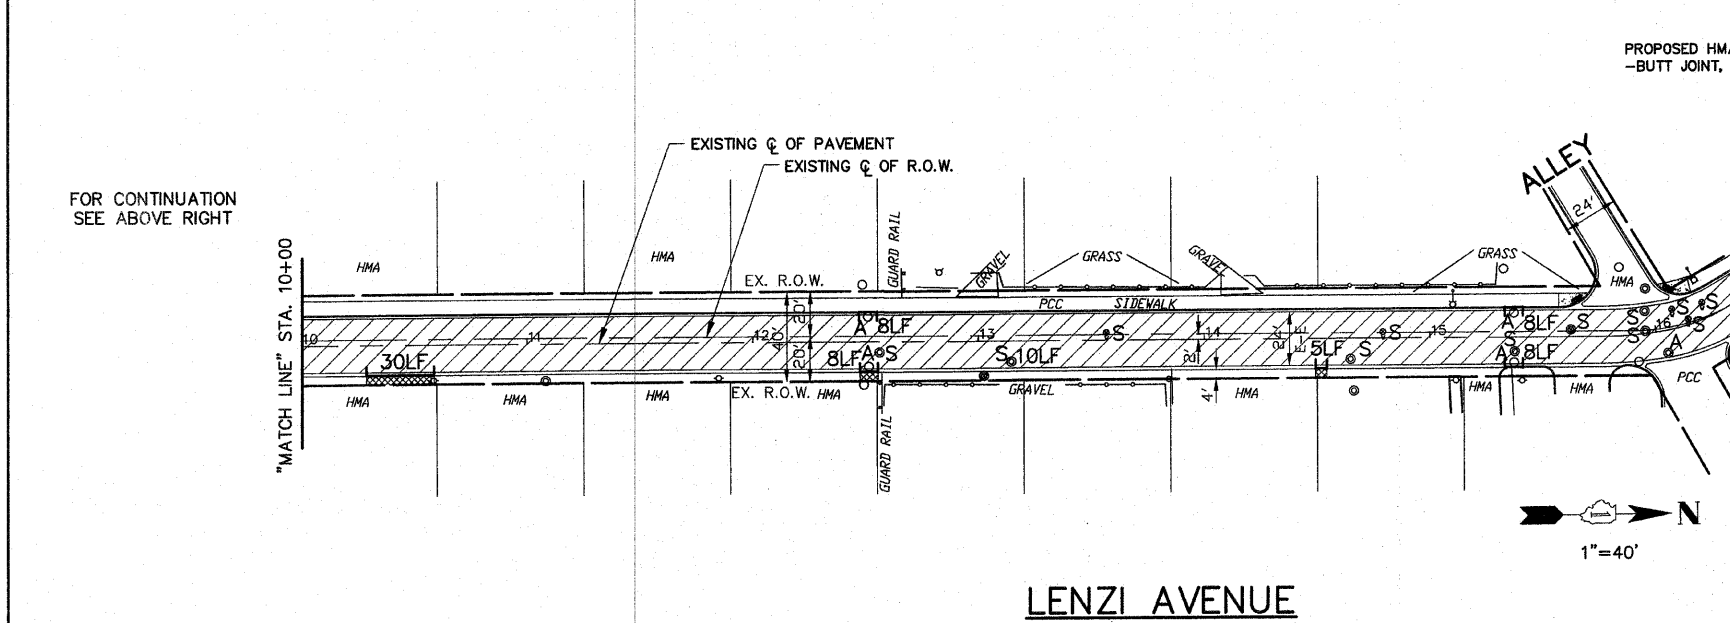 PROPOSED HMA
-BUTT JOINT,
EXISTING ℄ OF PAVEMENT
EXISTING ℄ OF R.O.W.
FOR CONTINUATION
SEE ABOVE RIGHT
"MATCH LINE" STA. 10+00
ALLEY
24'
HMA
HMA
EX. R.O.W.
GUARD RAIL
GRAVEL
GRASS
GRAVEL
GRASS
HMA
PCC SIDEWALK
20'
40'
20'
A 8LF
A 8LF
S
S
S
S
S
S
10
11
12
13
14
15
16
2'
24'
E-E
30LF
8LF A S
S 10LF
5LF S
S
A 8LF
A
HMA
HMA
HMA
EX. R.O.W. HMA
GRAVEL
4'
HMA
HMA
HMA
PCC
GUARD RAIL
N
1"=40'
LENZI AVENUE